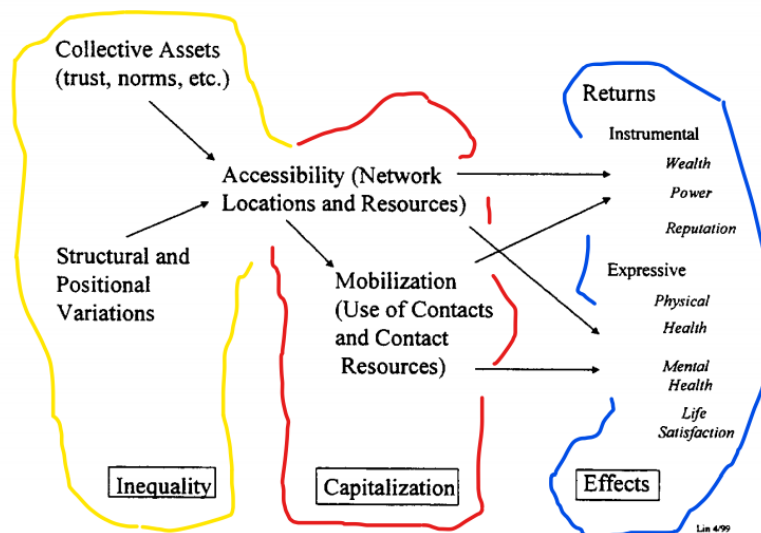 Collective Assets
(trust, norms, etc.)
Structural and
Positional
Variations
Inequality
Accessibility (Network
Locations and Resources)
Mobilization
(Use of Contacts
and Contact
Resources)
Capitalization
Returns
Instrumental
Wealth
Power
Reputation
Expressive
Physical
Health
Mental
Health
Life
Satisfaction
Effects
Lin 4/99